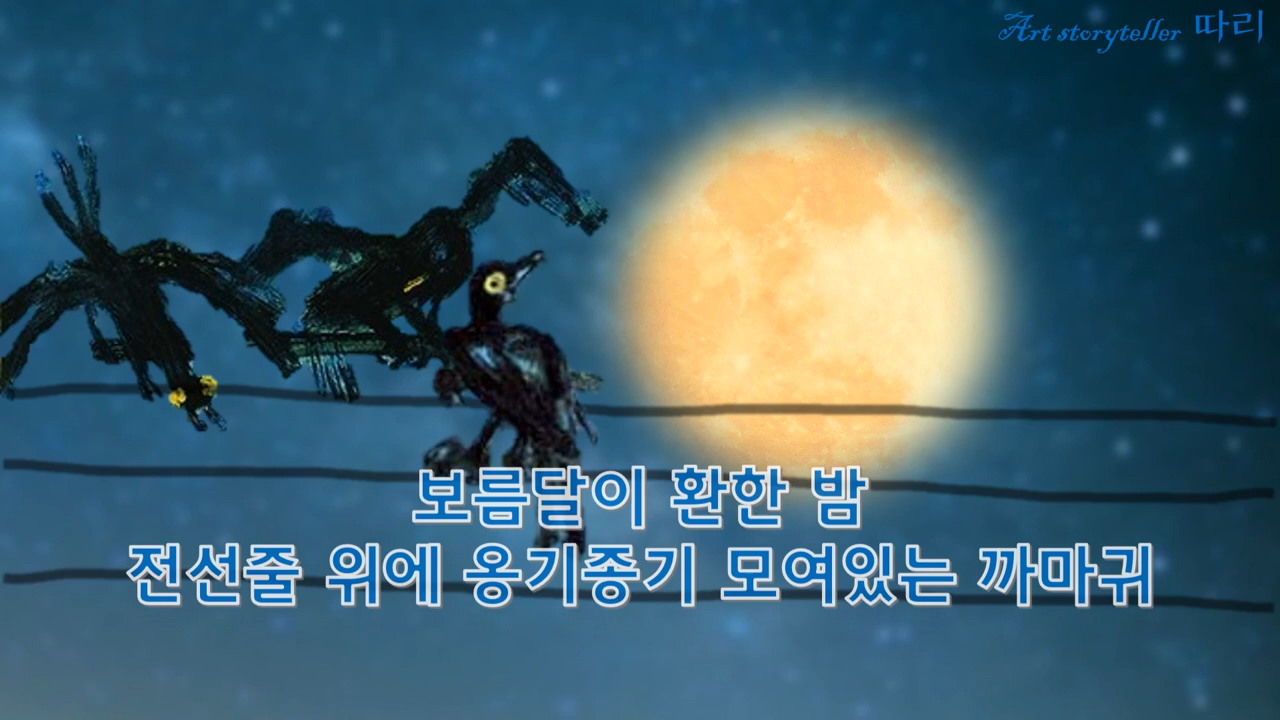 Art storyteller 따리
보름달이 환한 밤
전선줄 위에 옹기종기 모여있는 까마귀